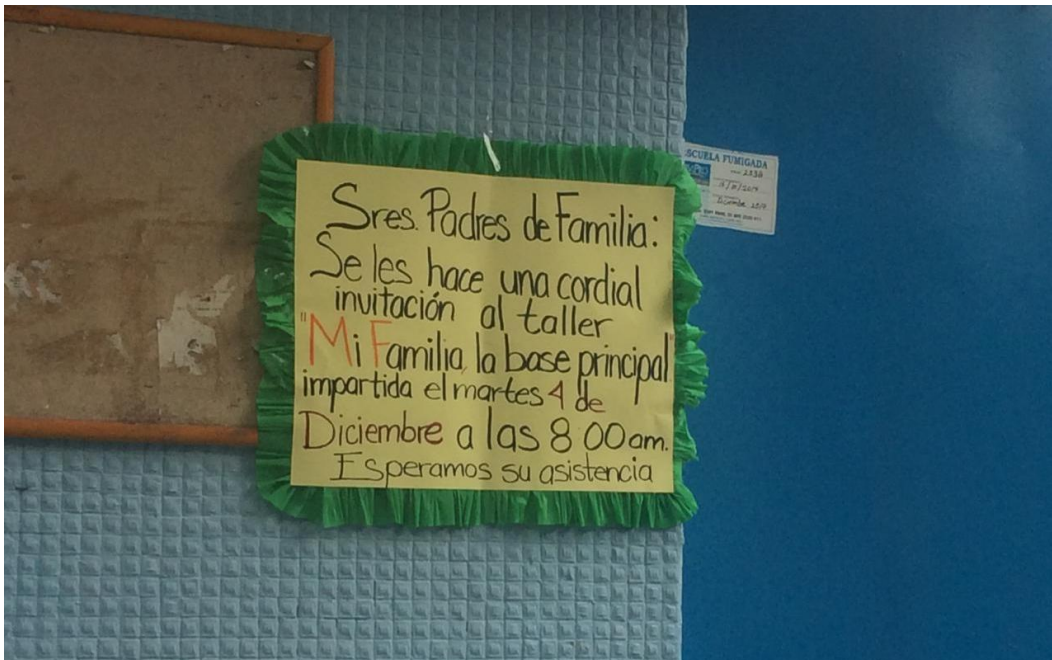 Sres. Padres de Familia:
Se les hace una cordial
invitación al taller
"Mi Familia, la base principal"
impartida el martes 4 de
Diciembre a las 8 00 am.
Esperamos su asistencia
ESCUELA FUMIGADA